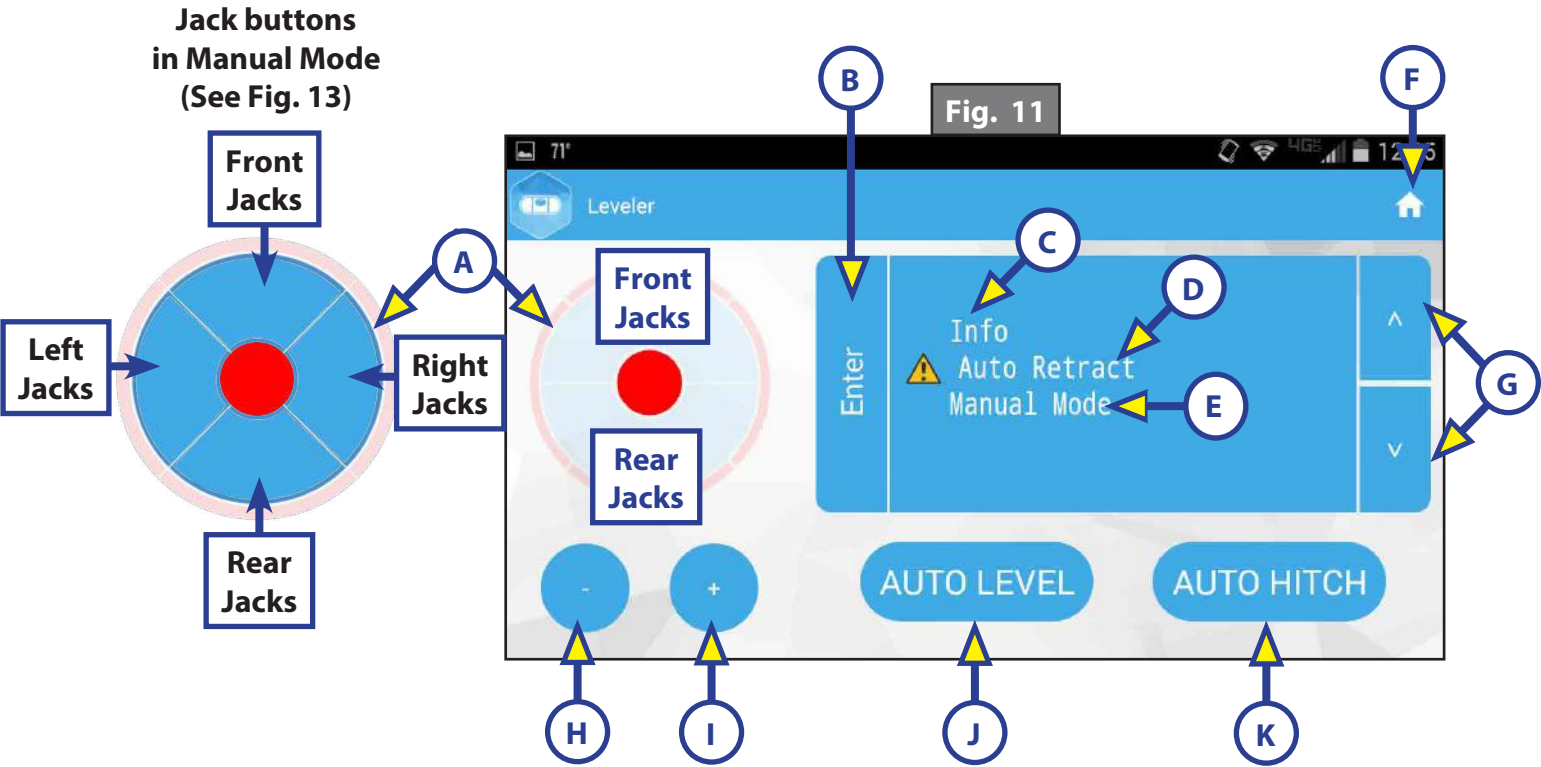 Jack buttons
in Manual Mode
(See Fig. 13)
Front
Jacks
Left
Jacks
Right
Jacks
Rear
Jacks
A
B
Fig. 11
F
71°
4G
Leveler
Front
Jacks
Rear
Jacks
Enter
C
D
Info
Auto Retract
Manual Mode
E
^
v
G
-
+
AUTO LEVEL
AUTO HITCH
H
I
J
K